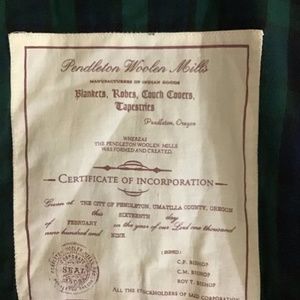 Pendleton Woolen Mills
MANUFACTURERS OF INDIAN GOODS
Blankets, Robes, Couch Covers,
Tapestries
Pendleton, Oregon
WHEREAS
THE PENDLETON WOOLEN MILLS
WAS FORMED AND CREATED.
CERTIFICATE OF INCORPORATION
Given at THE CITY OF PENDLETON, UMATILLA COUNTY, OREGON
this SIXTEENTH day
of FEBRUARY in the year of our Lord one thousand
nine hundred and NINE
(SIGNED)
C.P. BISHOP
C.M. BISHOP
ROY T. BISHOP
ALL THE STOCKHOLDERS OF SAID CORPORATION
SEAL